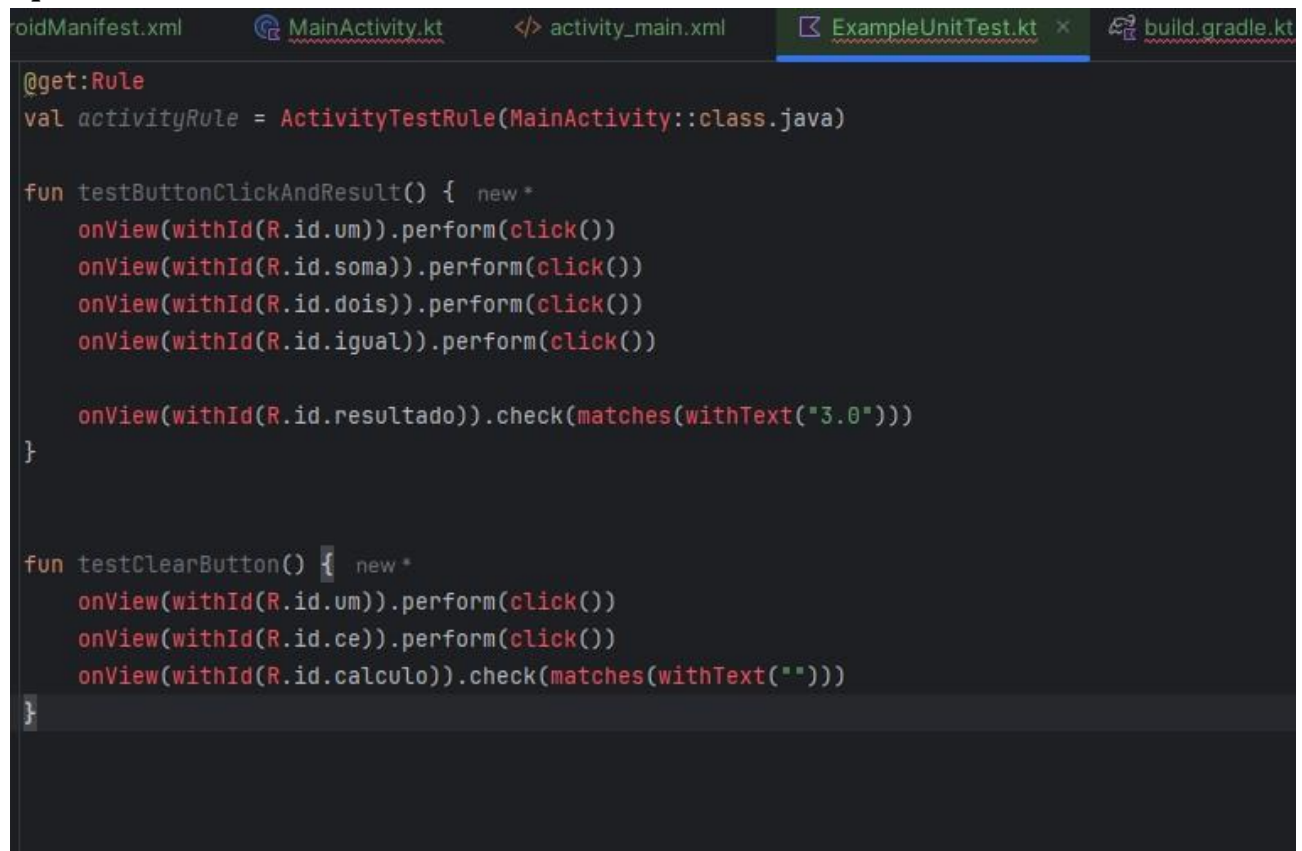 oidManifest.xml MainActivity.kt </> activity_main.xml ExampleUnitTest.kt × build.gradle.kt
@get:Rule
val activityRule = ActivityTestRule(MainActivity::class.java)
fun testButtonClickAndResult() { new *
onView(withId(R.id.um)).perform(click())
onView(withId(R.id.soma)).perform(click())
onView(withId(R.id.dois)).perform(click())
onView(withId(R.id.igual)).perform(click())
onView(withId(R.id.resultado)).check(matches(withText("3.0")))
}
fun testClearButton() { new *
onView(withId(R.id.um)).perform(click())
onView(withId(R.id.ce)).perform(click())
onView(withId(R.id.calculo)).check(matches(withText("")))
}